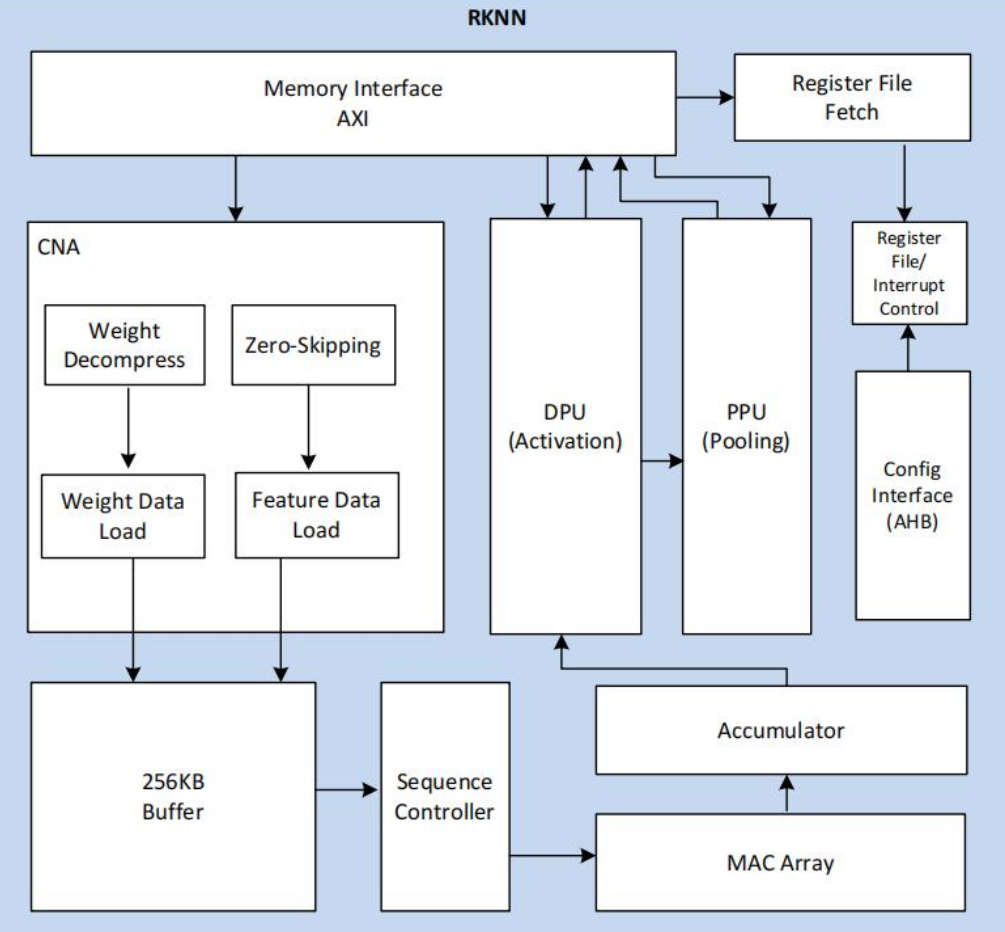 RKNN
Memory Interface
AXI
Register File
Fetch
CNA
Weight
Decompress
Zero-Skipping
Weight Data
Load
Feature Data
Load
DPU
(Activation)
PPU
(Pooling)
Register
File/
Interrupt
Control
Config
Interface
(AHB)
256KB
Buffer
Sequence
Controller
Accumulator
MAC Array